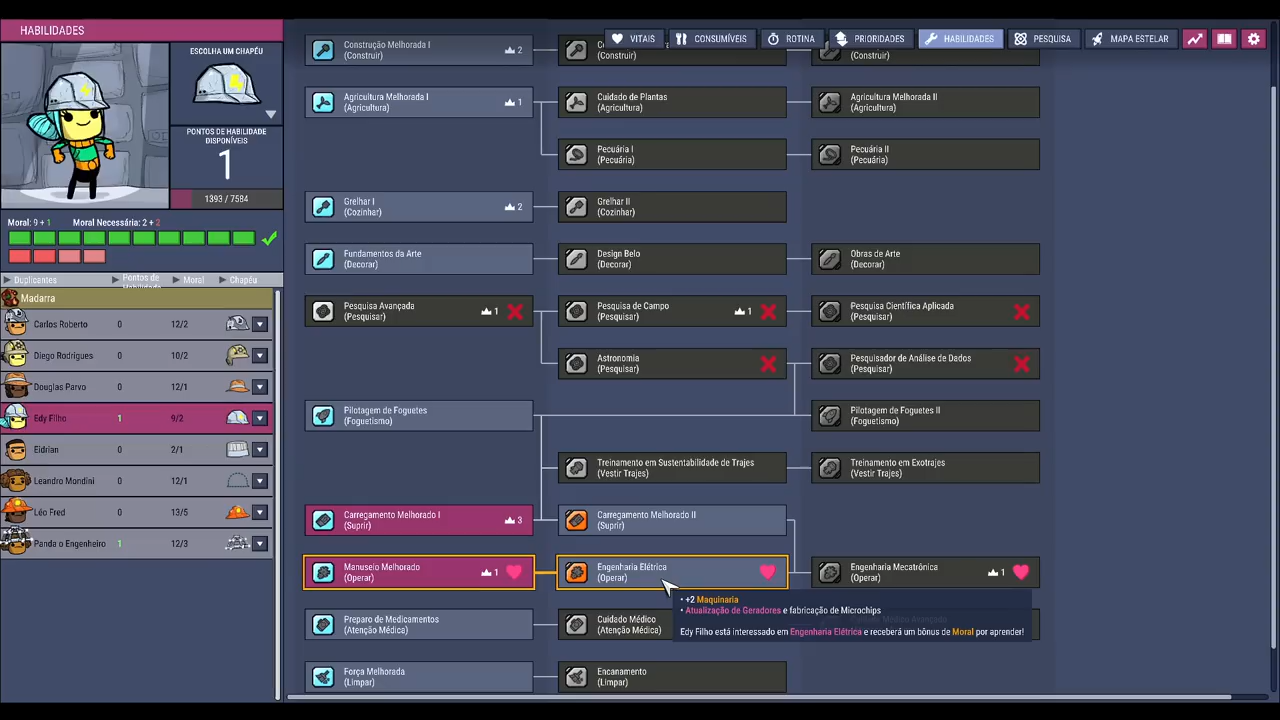 HABILIDADES
VITAIS
CONSUMÍVEIS
ROTINA
PRIORIDADES
HABILIDADES
PESQUISA
MAPA ESTELAR
ESCOLHA UM CHAPÉU
PONTOS DE HABILIDADE
DISPONÍVEIS
1
1393 / 7584
Moral: 9 + 1
Moral Necessária: 2 + 2
Duplicantes
Pontos de
Habilidade
Moral
Chapéu
Madarra
Carlos Roberto 0 12/2
Diego Rodrigues 0 10/2
Douglas Parvo 0 12/1
Edy Filho 1 9/2
Eidrian 0 2/1
Leandro Mondini 0 12/1
Léo Fred 0 13/5
Panda o Engenheiro 1 12/3
Construção Melhorada I
(Construir)
2
(Construir)
(Construir)
Agricultura Melhorada I
(Agricultura)
1
Cuidado de Plantas
(Agricultura)
Agricultura Melhorada II
(Agricultura)
Pecuária I
(Pecuária)
Pecuária II
(Pecuária)
Grelhar I
(Cozinhar)
2
Grelhar II
(Cozinhar)
Fundamentos da Arte
(Decorar)
Design Belo
(Decorar)
Obras de Arte
(Decorar)
Pesquisa Avançada
(Pesquisar)
1
Pesquisa de Campo
(Pesquisar)
1
Pesquisa Científica Aplicada
(Pesquisar)
Astronomia
(Pesquisar)
Pesquisador de Análise de Dados
(Pesquisar)
Pilotagem de Foguetes
(Foguetismo)
Pilotagem de Foguetes II
(Foguetismo)
Treinamento em Sustentabilidade de Trajes
(Vestir Trajes)
Treinamento em Exotrajes
(Vestir Trajes)
Carregamento Melhorado I
(Suprir)
3
Carregamento Melhorado II
(Suprir)
Manuseio Melhorado
(Operar)
1
Engenharia Elétrica
(Operar)
Engenharia Mecatrônica
(Operar)
1
• +2 Maquinaria
• Atualização de Geradores e fabricação de Microchips
Edy Filho está interessado em Engenharia Elétrica e receberá um bônus de Moral por aprender!
Preparo de Medicamentos
(Atenção Médica)
Cuidado Médico
(Atenção Médica)
Força Melhorada
(Limpar)
Encanamento
(Limpar)